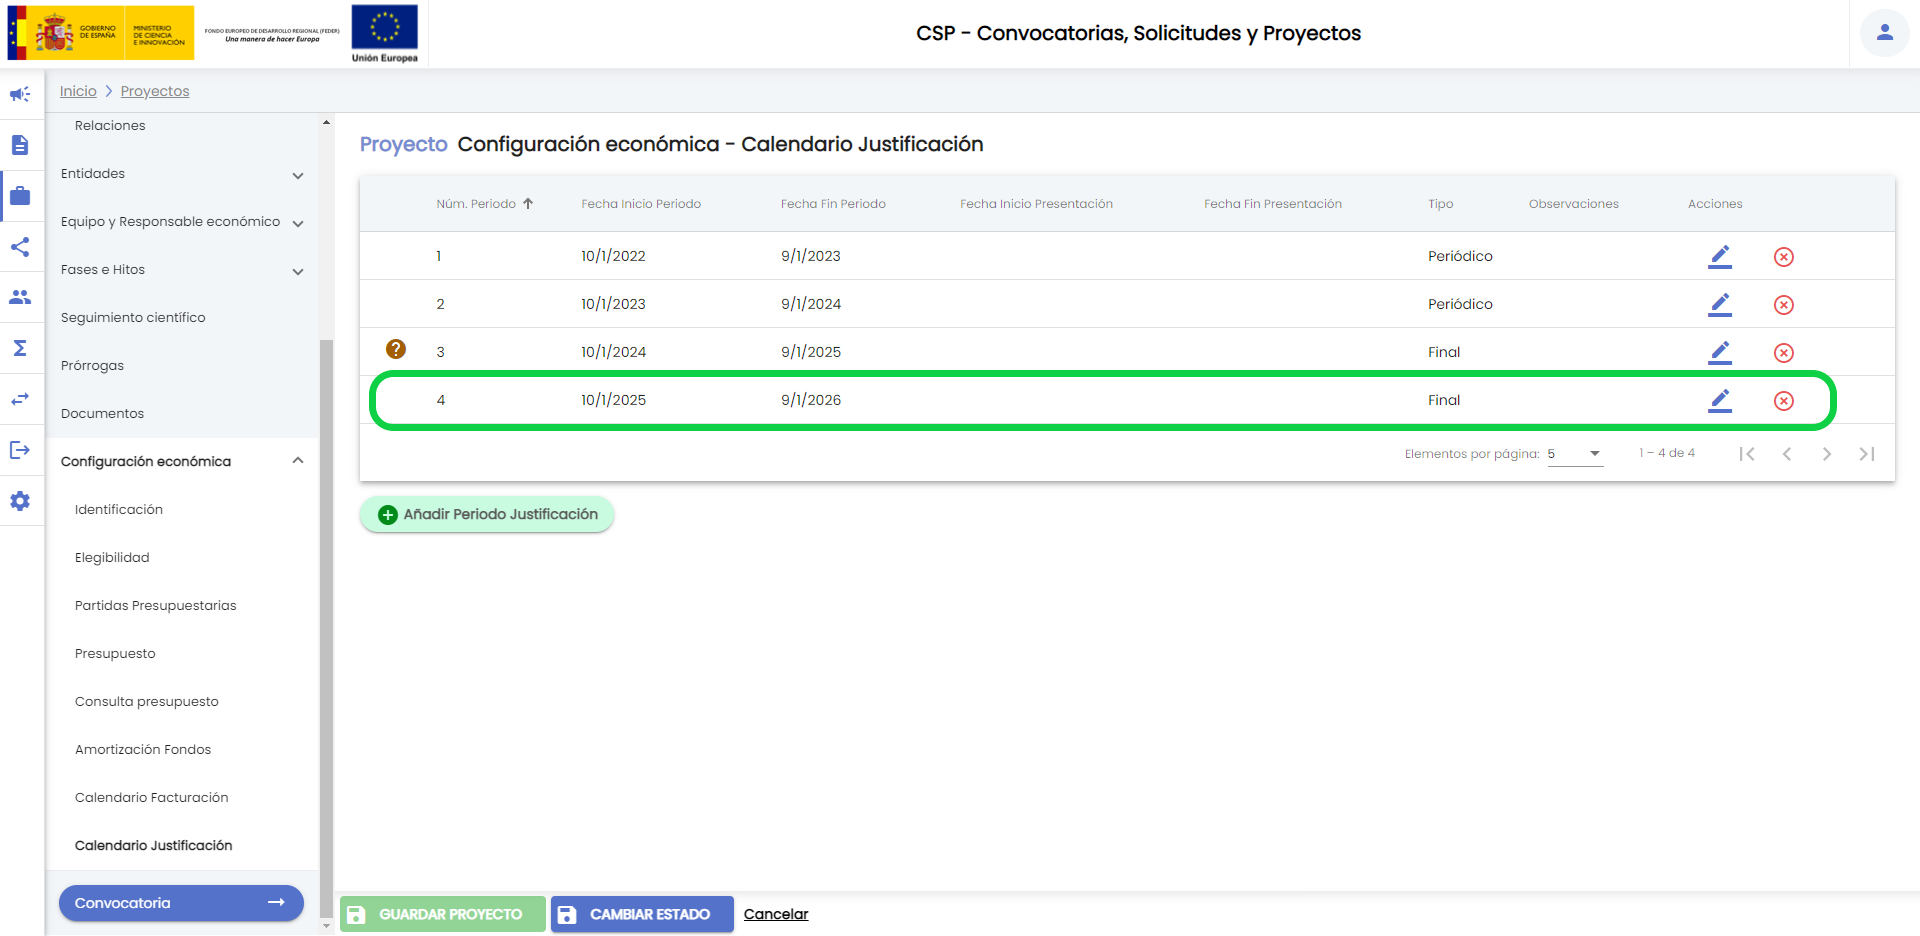 GOBIERNO
DE ESPAÑA
MINISTERIO
DE CIENCIA
E INNOVACIÓN
FONDO EUROPEO DE DESARROLLO REGIONAL (FEDER)
Una manera de hacer Europa
Unión Europea
CSP - Convocatorias, Solicitudes y Proyectos
Inicio > Proyectos
Relaciones
Entidades
Equipo y Responsable económico
Fases e Hitos
Seguimiento científico
Prórrogas
Documentos
Configuración económica
Identificación
Elegibilidad
Partidas Presupuestarias
Presupuesto
Consulta presupuesto
Amortización Fondos
Calendario Facturación
Calendario Justificación
Convocatoria
Proyecto Configuración económica - Calendario Justificación
Núm. Periodo Fecha Inicio Periodo Fecha Fin Periodo Fecha Inicio Presentación Fecha Fin Presentación Tipo Observaciones Acciones
1 10/1/2022 9/1/2023 Periódico
2 10/1/2023 9/1/2024 Periódico
? 3 10/1/2024 9/1/2025 Final
4 10/1/2025 9/1/2026 Final
Elementos por página: 5 1 – 4 de 4
Añadir Periodo Justificación
GUARDAR PROYECTO CAMBIAR ESTADO Cancelar